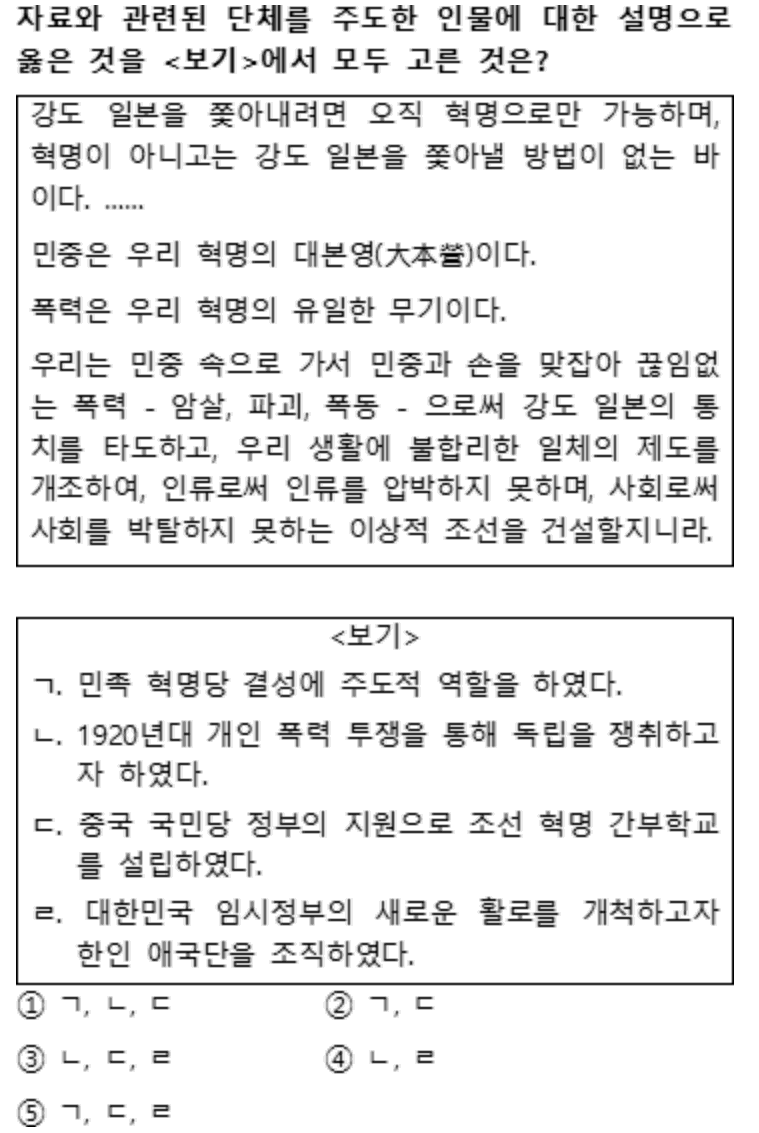 자료와 관련된 단체를 주도한 인물에 대한 설명으로
옳은 것을 <보기>에서 모두 고른 것은?
강도 일본을 쫓아내려면 오직 혁명으로만 가능하며,
혁명이 아니고는 강도 일본을 쫓아낼 방법이 없는 바
이다. ......
민중은 우리 혁명의 대본영(大本營)이다.
폭력은 우리 혁명의 유일한 무기이다.
우리는 민중 속으로 가서 민중과 손을 맞잡아 끊임없
는 폭력 - 암살, 파괴, 폭동 - 으로써 강도 일본의 통
치를 타도하고, 우리 생활에 불합리한 일체의 제도를
개조하여, 인류로써 인류를 압박하지 못하며, 사회로써
사회를 박탈하지 못하는 이상적 조선을 건설할지니라.
<보기>
ㄱ. 민족 혁명당 결성에 주도적 역할을 하였다.
ㄴ. 1920년대 개인 폭력 투쟁을 통해 독립을 쟁취하고
자 하였다.
ㄷ. 중국 국민당 정부의 지원으로 조선 혁명 간부학교
를 설립하였다.
ㄹ. 대한민국 임시정부의 새로운 활로를 개척하고자
한인 애국단을 조직하였다.
① ㄱ, ㄴ, ㄷ ② ㄱ, ㄷ
③ ㄴ, ㄷ, ㄹ ④ ㄴ, ㄹ
⑤ ㄱ, ㄷ, ㄹ